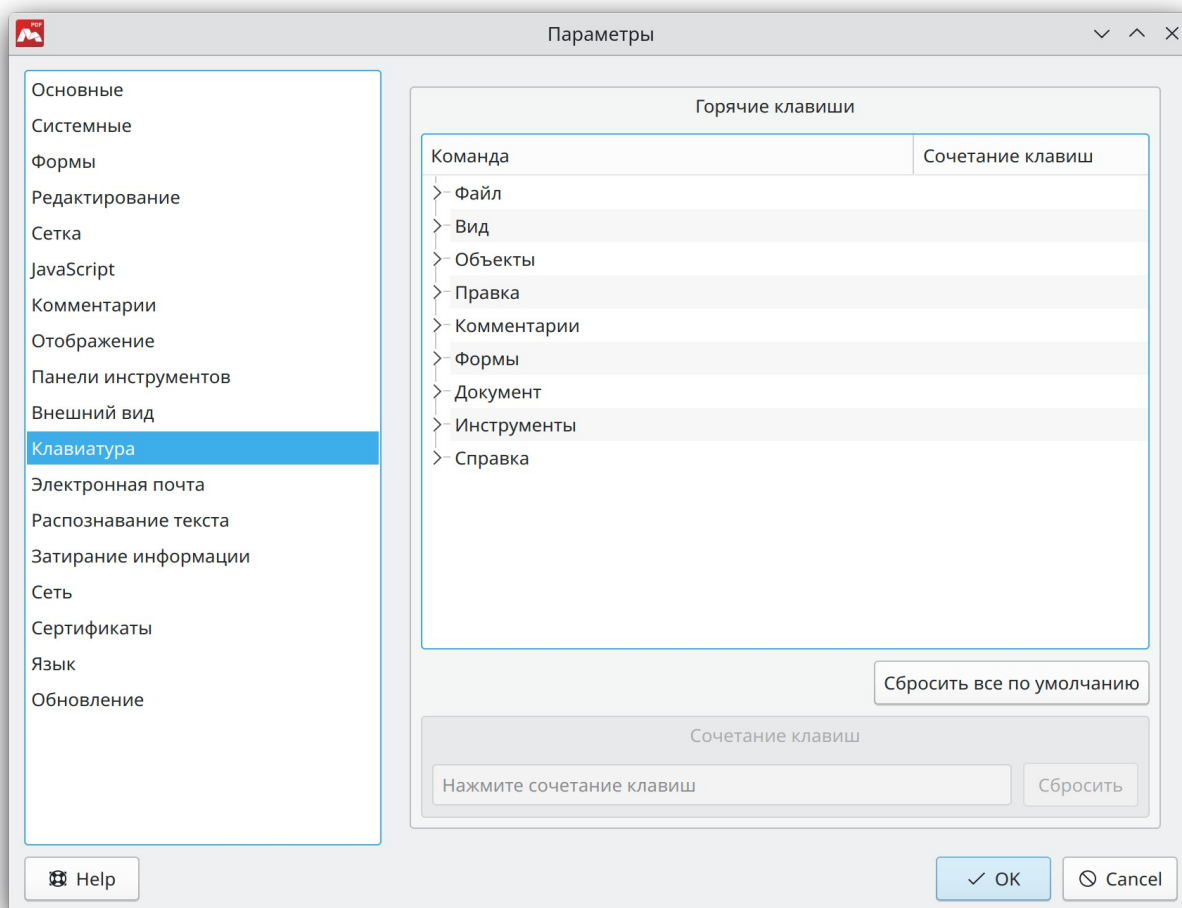 PDF
Параметры
Основные
Системные
Формы
Редактирование
Сетка
JavaScript
Комментарии
Отображение
Панели инструментов
Внешний вид
Клавиатура
Электронная почта
Распознавание текста
Затирание информации
Сеть
Сертификаты
Язык
Обновление
Горячие клавиши
Команда Сочетание клавиш
Файл
Вид
Объекты
Правка
Комментарии
Формы
Документ
Инструменты
Справка
Сбросить все по умолчанию
Сочетание клавиш
Нажмите сочетание клавиш Сбросить
Help OK Cancel